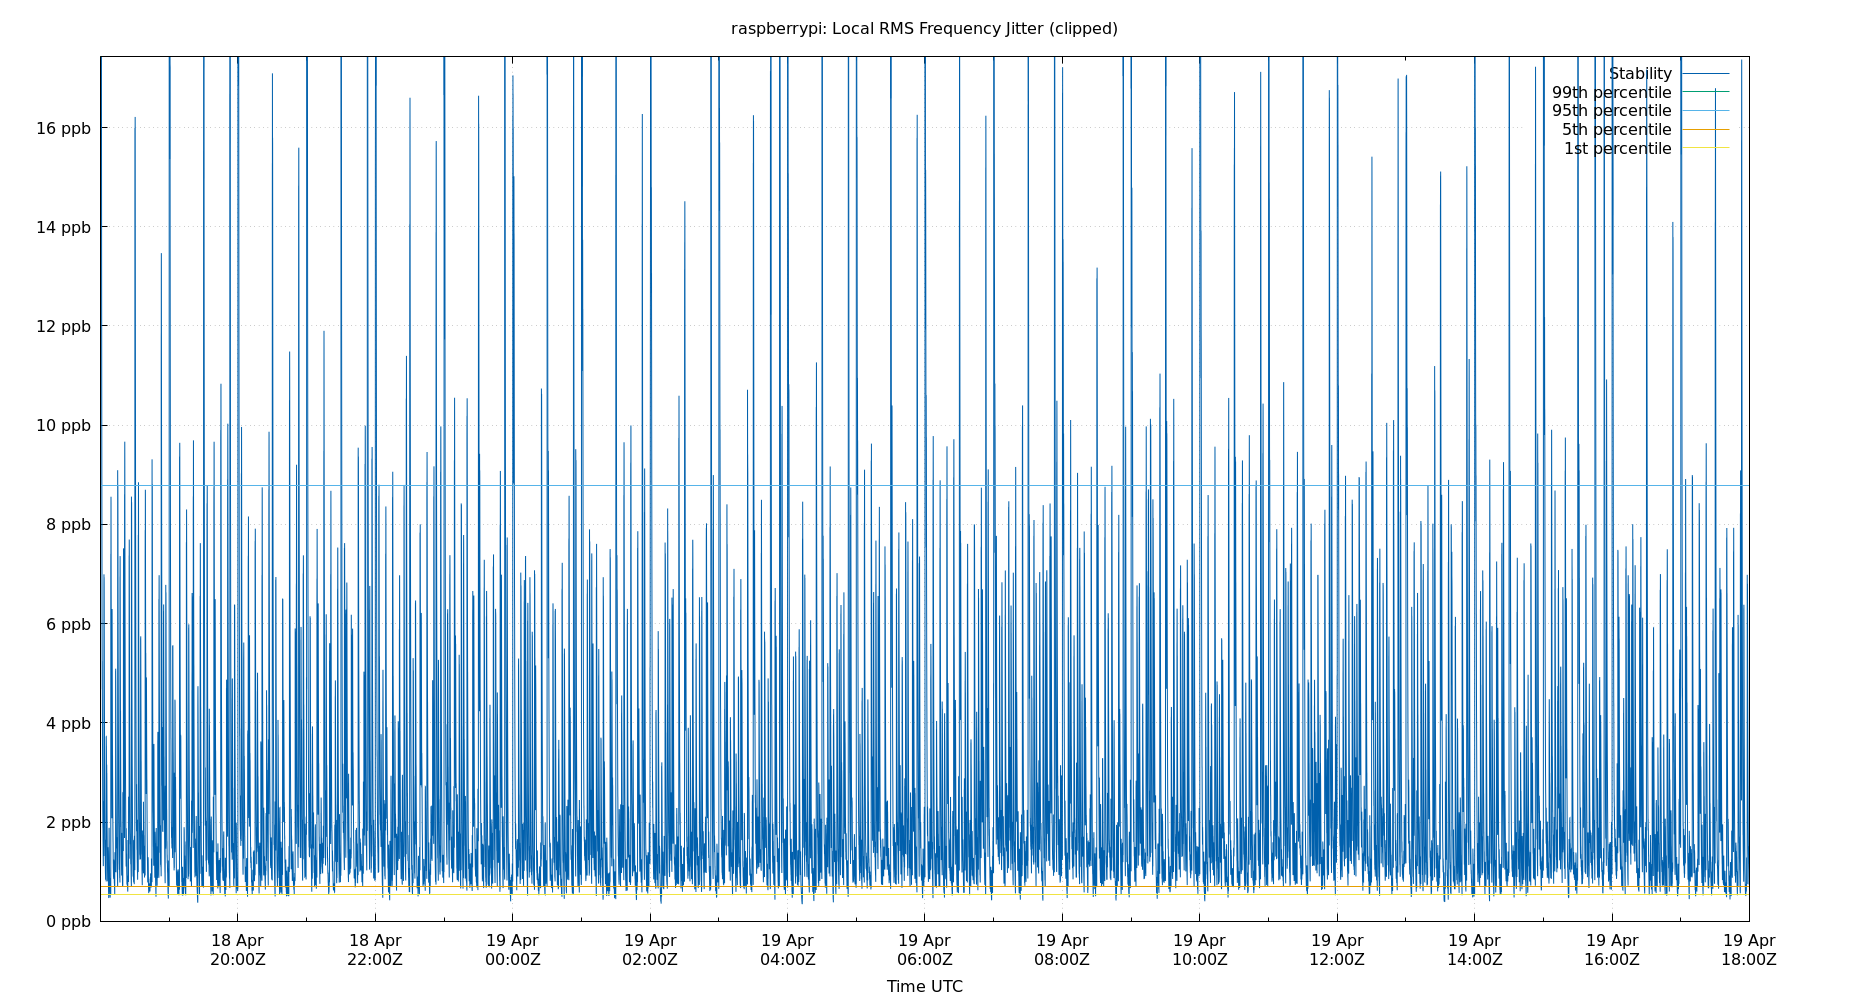 raspberrypi: Local RMS Frequency Jitter (clipped)
Stability
99th percentile
95th percentile
5th percentile
1st percentile
16 ppb
14 ppb
12 ppb
10 ppb
8 ppb
6 ppb
4 ppb
2 ppb
0 ppb
18 Apr 18 Apr 19 Apr 19 Apr 19 Apr 19 Apr 19 Apr 19 Apr 19 Apr 19 Apr 19 Apr 19 Apr
20:00Z 22:00Z 00:00Z 02:00Z 04:00Z 06:00Z 08:00Z 10:00Z 12:00Z 14:00Z 16:00Z 18:00Z
Time UTC